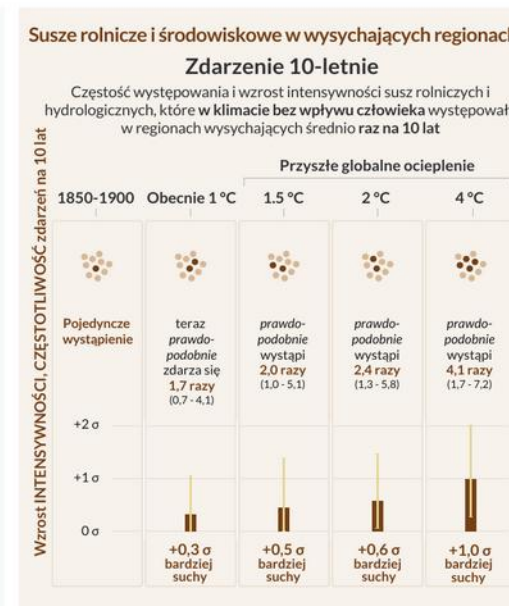 Susze rolnicze i środowiskowe w wysychających regionach
Zdarzenie 10-letnie
Częstość występowania i wzrost intensywności susz rolniczych i
hydrologicznych, które w klimacie bez wpływu człowieka występował
w regionach wysychających średnio raz na 10 lat
Wzrost INTENSYWNOŚCI, CZĘSTOTLIWOŚĆ zdarzeń na 10 lat
Przyszłe globalne ocieplenie
1850-1900 Obecnie 1 °C 1.5 °C 2 °C 4 °C
Pojedyncze
wystąpienie
teraz
prawdo-
podobnie
zdarza się
1,7 razy
(0,7 - 4,1)
prawdo-
podobnie
wystąpi
2,0 razy
(1,0 - 5,1)
prawdo-
podobnie
wystąpi
2,4 razy
(1,3 - 5,8)
prawdo-
podobnie
wystąpi
4,1 razy
(1,7 - 7,2)
+2 σ
+1 σ
0 σ
+0,3 σ
bardziej
suchy
+0,5 σ
bardziej
suchy
+0,6 σ
bardziej
suchy
+1,0 σ
bardziej
suchy